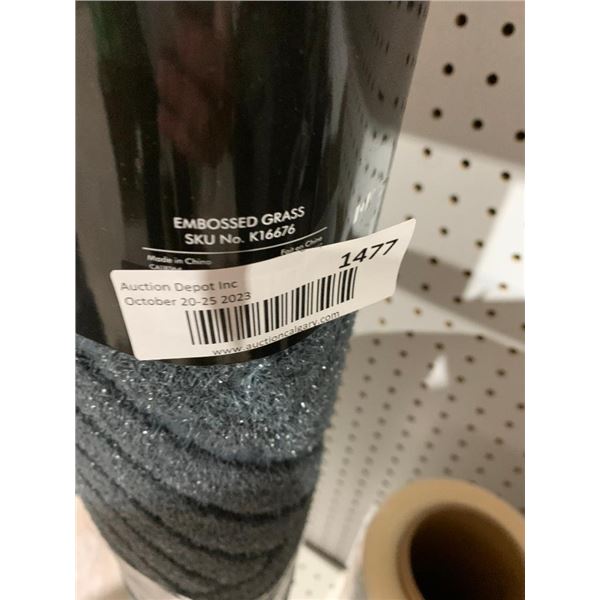 EMBOSSED GRASS
SKU No. K16676
Made in China
Fait en Chine
1477
Auction Depot Inc
October 20-25 2023
www.auctioncalgary.com